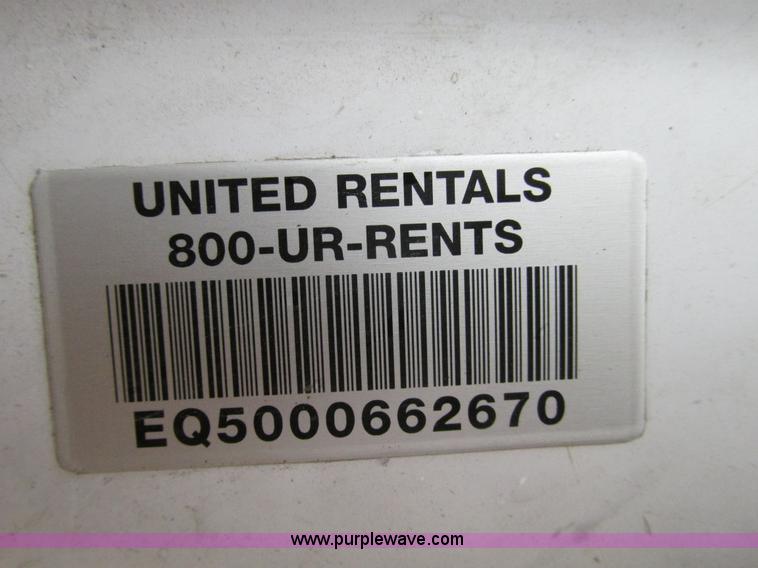 UNITED RENTALS
800-UR-RENTS
EQ5000662670
www.purplewave.com